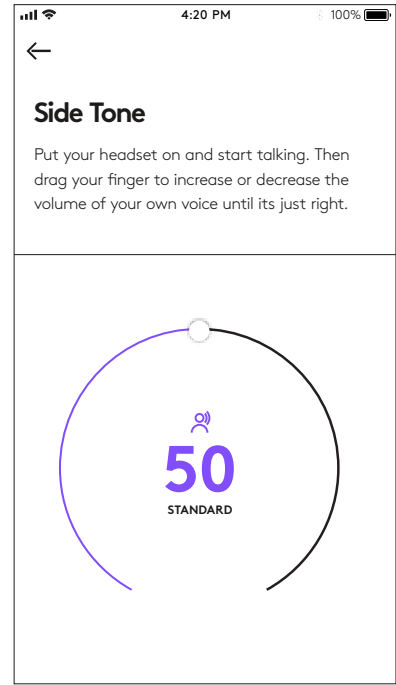 4:20 PM
100%
Side Tone
Put your headset on and start talking. Then
drag your finger to increase or decrease the
volume of your own voice until its just right.
50
STANDARD